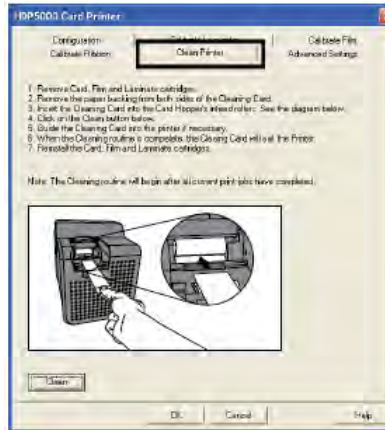 HDP5000 Card Printer
Configuration Calibrate Film
Calibrate Ribbon Clean Printer Advanced Settings
1. Remove Card, Film and Laminate cartridges.
2. Remove the paper backing from both sides of the Cleaning Card.
3. Insert the Cleaning Card into the Card Hopper's infeed rollers. See the diagram below.
4. Click on the Clean button below.
5. Guide the Cleaning Card into the printer if necessary.
6. When the Cleaning routine is complete, the Cleaning Card will exit the Printer.
7. Reinstall the Card, Film and Laminate cartridges.
Note: The Cleaning routine will begin after all current print jobs have completed.
Clean
OK Cancel Help